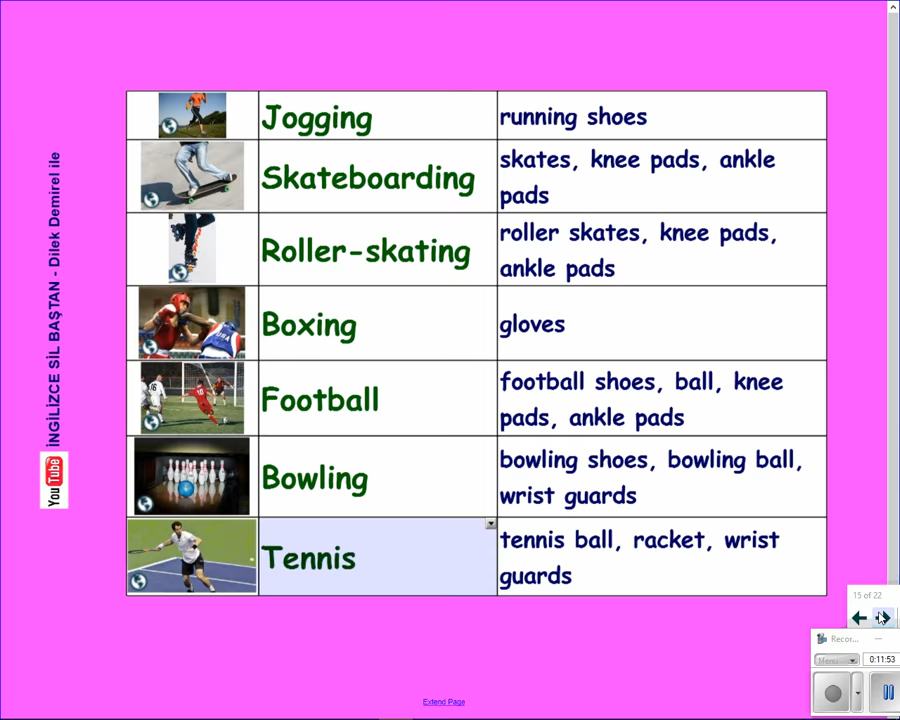 Jogging
running shoes
Skateboarding
skates, knee pads, ankle
pads
Roller-skating
roller skates, knee pads,
ankle pads
Boxing
gloves
Football
football shoes, ball, knee
pads, ankle pads
Bowling
bowling shoes, bowling ball,
wrist guards
Tennis
tennis ball, racket, wrist
guards
You Tube İNGİLİZCE SİL BAŞTAN - Dilek Demirel ile
15 of 22
Recor...
Menu
0:11:53
Extend Page